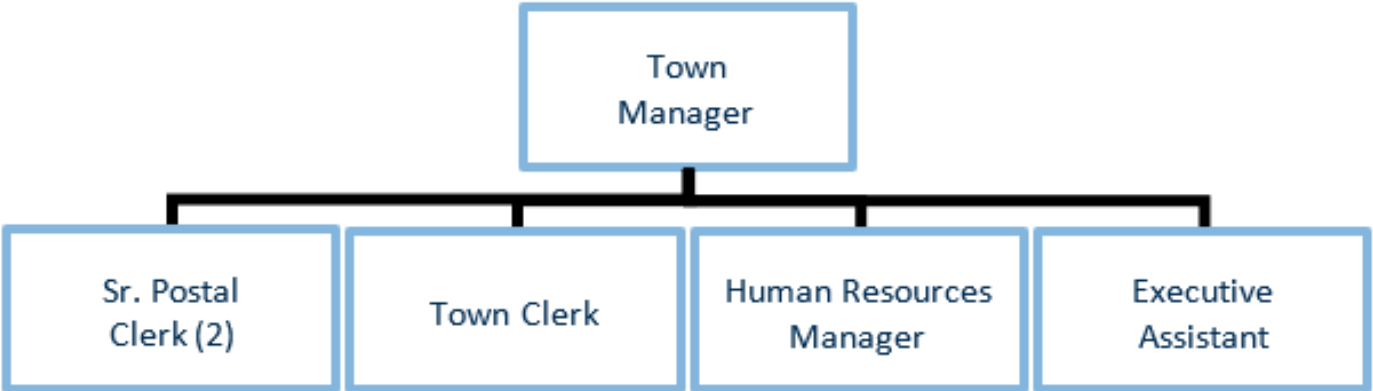 Town
Manager
Sr. Postal
Clerk (2)
Town Clerk
Human Resources
Manager
Executive
Assistant